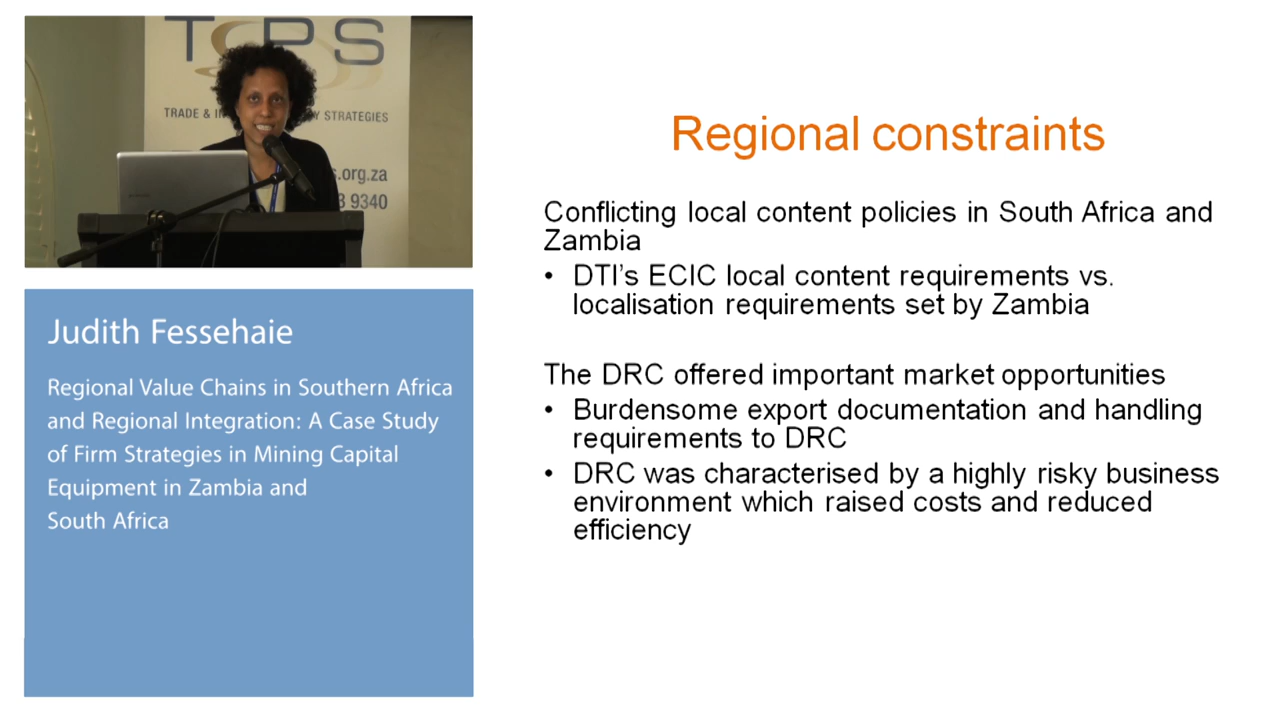 TIPS
TRADE & IN Y STRATEGIES
s.org.za
3 9340
Judith Fessehaie
Regional Value Chains in Southern Africa
and Regional Integration: A Case Study
of Firm Strategies in Mining Capital
Equipment in Zambia and
South Africa
Regional constraints
Conflicting local content policies in South Africa and
Zambia
• DTI’s ECIC local content requirements vs.
localisation requirements set by Zambia
The DRC offered important market opportunities
• Burdensome export documentation and handling
requirements to DRC
• DRC was characterised by a highly risky business
environment which raised costs and reduced
efficiency